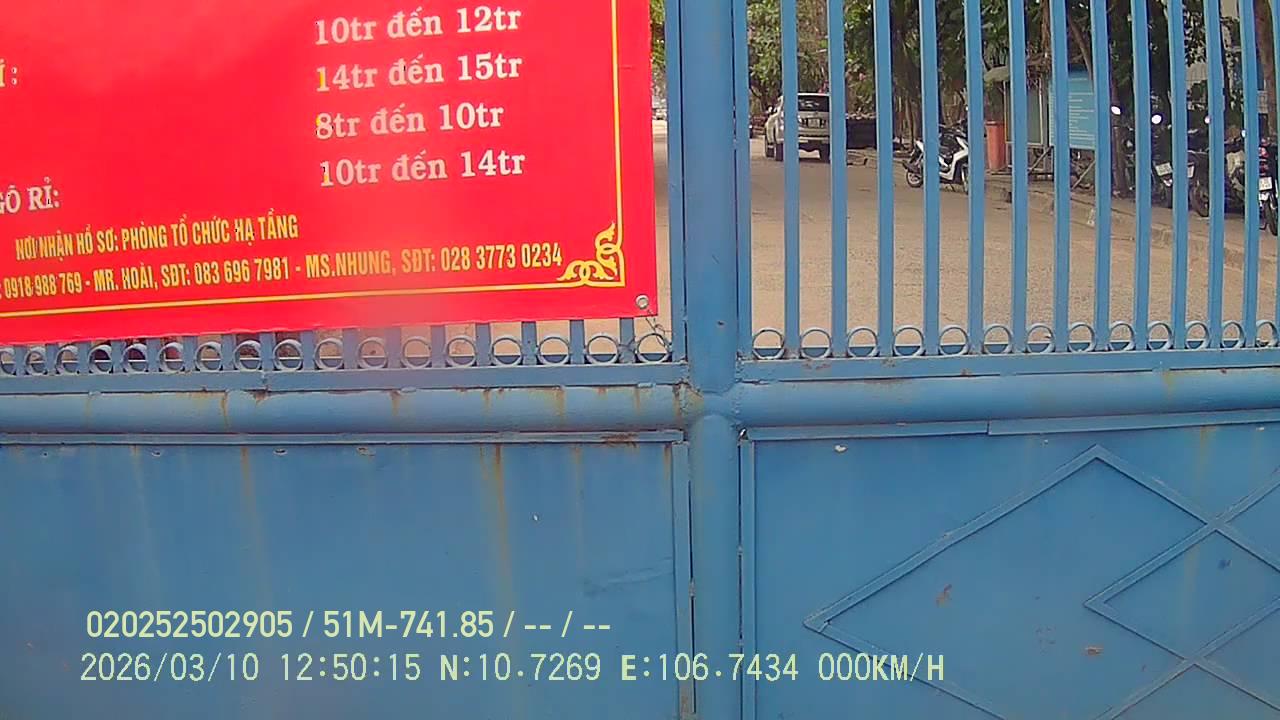 10tr đến 12tr
14tr đến 15tr
8tr đến 10tr
10tr đến 14tr
RỈ:
NƠI NHẬN HỒ SƠ: PHÒNG TỔ CHỨC HẠ TẦNG
0918 988 769 - MR. HOÀI, SĐT: 083 696 7981 - MS.NHUNG, SĐT: 028 3773 0234
020252502905 / 51M-741.85 / -- / --
2026/03/10 12:50:15 N:10.7269 E:106.7434 000KM/H